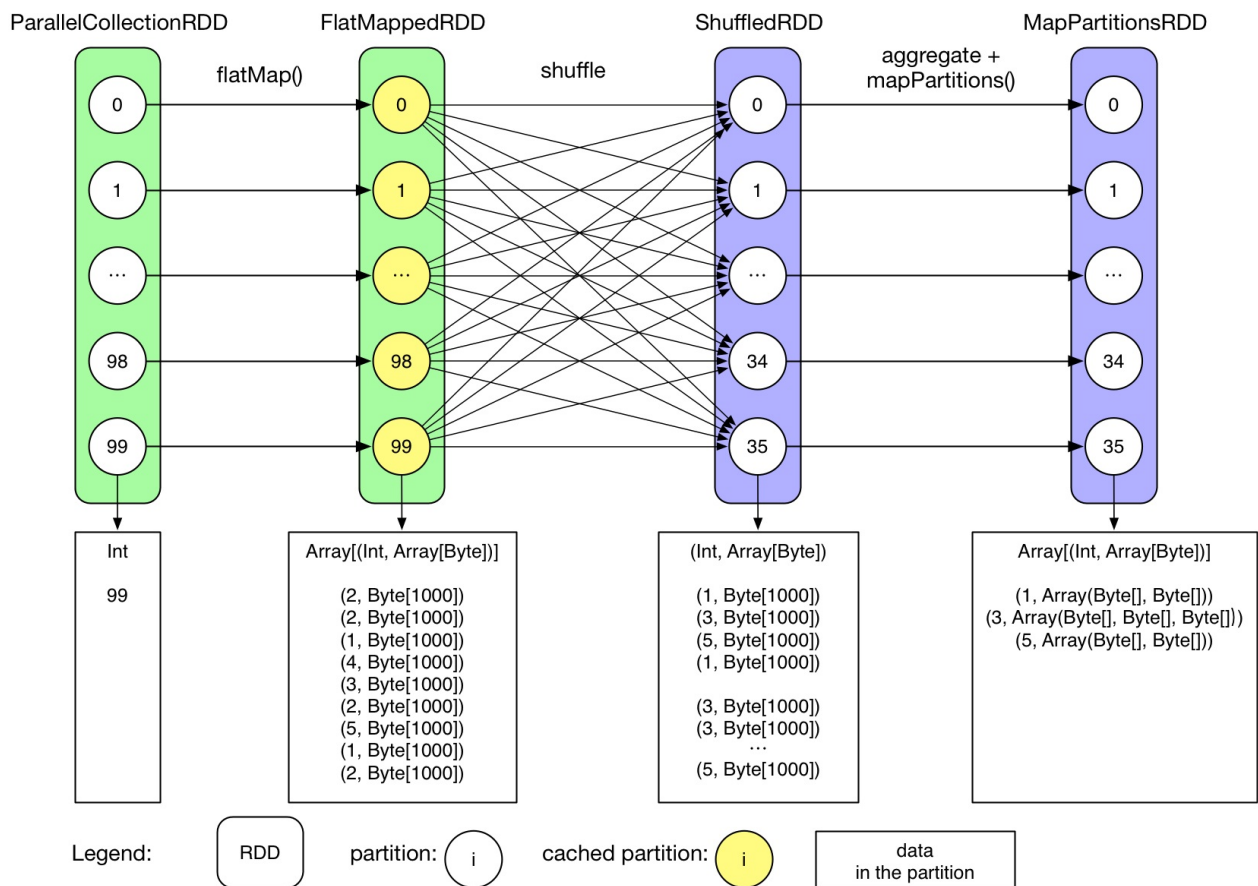 ParallelCollectionRDD
FlatMappedRDD
ShuffledRDD
MapPartitionsRDD
flatMap()
shuffle
aggregate +
mapPartitions()
0
0
0
0
1
1
1
1
...
...
...
...
98
98
34
34
99
99
35
35
Int
99
Array[(Int, Array[Byte])]
(2, Byte[1000])
(2, Byte[1000])
(1, Byte[1000])
(4, Byte[1000])
(3, Byte[1000])
(2, Byte[1000])
(5, Byte[1000])
(1, Byte[1000])
(2, Byte[1000])
(Int, Array[Byte])
(1, Byte[1000])
(3, Byte[1000])
(5, Byte[1000])
(1, Byte[1000])
(3, Byte[1000])
(3, Byte[1000])
...
(5, Byte[1000])
Array[(Int, Array[Byte])]
(1, Array(Byte[], Byte[]))
(3, Array(Byte[], Byte[], Byte[]))
(5, Array(Byte[], Byte[]))
Legend:
RDD
partition:
i
cached partition:
i
data
in the partition